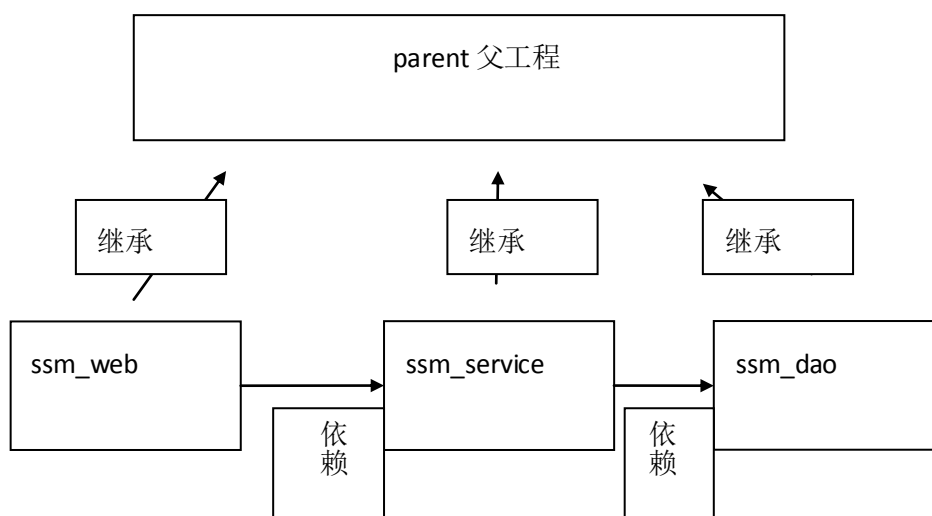 parent 父工程
继承
继承
继承
ssm_web
ssm_service
ssm_dao
依
赖
依
赖